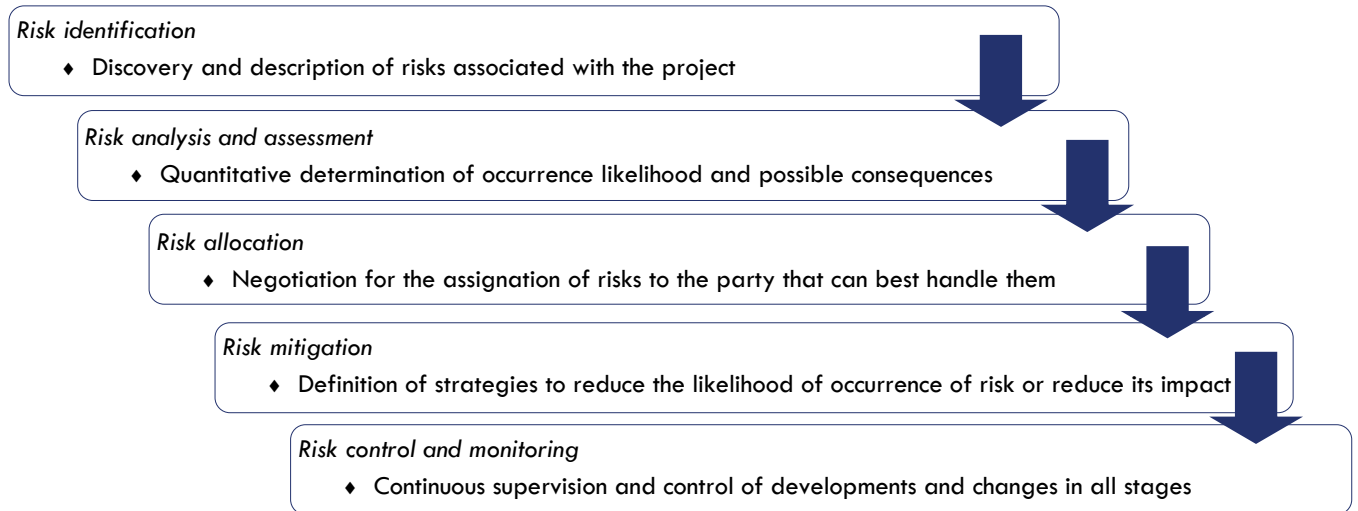 Risk identification
♦ Discovery and description of risks associated with the project
Risk analysis and assessment
♦ Quantitative determination of occurrence likelihood and possible consequences
Risk allocation
♦ Negotiation for the assignation of risks to the party that can best handle them
Risk mitigation
♦ Definition of strategies to reduce the likelihood of occurrence of risk or reduce its impact
Risk control and monitoring
♦ Continuous supervision and control of developments and changes in all stages